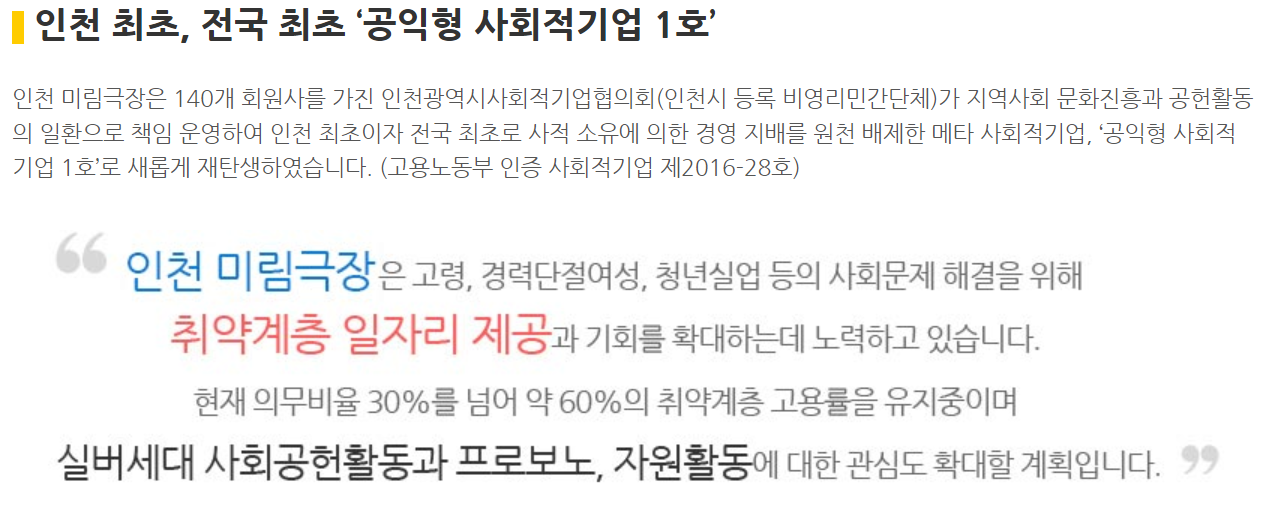 인천 최초, 전국 최초 ‘공익형 사회적기업 1호’
인천 미림극장은 140개 회원사를 가진 인천광역시사회적기업협의회(인천시 등록 비영리민간단체)가 지역사회 문화진흥과 공헌활동
의 일환으로 책임 운영하여 인천 최초이자 전국 최초로 사적 소유에 의한 경영 지배를 원천 배제한 메타 사회적기업, ‘공익형 사회적
기업 1호’로 새롭게 재탄생하였습니다. (고용노동부 인증 사회적기업 제2016-28호)
“인천 미림극장은 고령, 경력단절여성, 청년실업 등의 사회문제 해결을 위해
취약계층 일자리 제공과 기회를 확대하는데 노력하고 있습니다.
현재 의무비율 30%를 넘어 약 60%의 취약계층 고용률을 유지중이며
실버세대 사회공헌활동과 프로보노, 자원활동에 대한 관심도 확대할 계획입니다.”